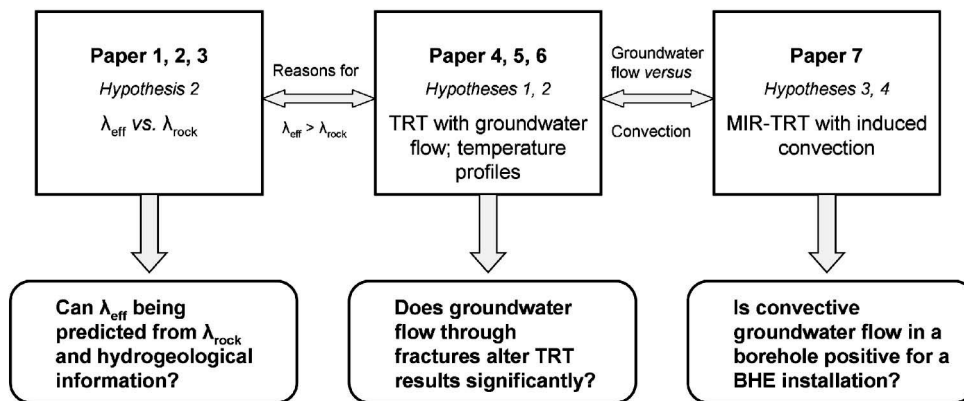 Paper 1, 2, 3
Hypothesis 2
λeff vs. λrock
Reasons for
λeff > λrock
Paper 4, 5, 6
Hypotheses 1, 2
TRT with groundwater
flow; temperature
profiles
Groundwater
flow versus
Convection
Paper 7
Hypotheses 3, 4
MIR-TRT with induced
convection
Can λeff being
predicted from λrock
and hydrogeological
information?
Does groundwater
flow through
fractures alter TRT
results significantly?
Is convective
groundwater flow in a
borehole positive for a
BHE installation?